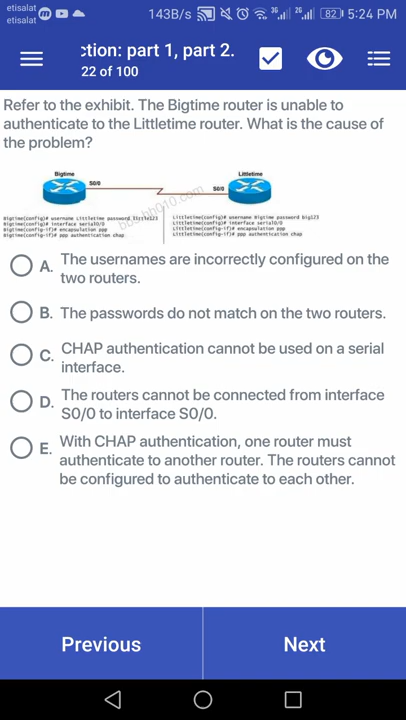 etisalat
etisalat
143B/s 3G 2G 82 5:24 PM
ction: part 1, part 2.
22 of 100
Refer to the exhibit. The Bigtime router is unable to
authenticate to the Littletime router. What is the cause of
the problem?
Bigtime Littletime
S0/0 S0/0
Bigtime(config)# username Littletime password little123
Bigtime(config)# interface serial0/0
Bigtime(config-if)# encapsulation ppp
Bigtime(config-if)# ppp authentication chap
Littletime(config)# username Bigtime password big123
Littletime(config)# interface serial0/0
Littletime(config-if)# encapsulation ppp
Littletime(config-if)# ppp authentication chap
A. The usernames are incorrectly configured on the
two routers.
B. The passwords do not match on the two routers.
C. CHAP authentication cannot be used on a serial
interface.
D. The routers cannot be connected from interface
S0/0 to interface S0/0.
E. With CHAP authentication, one router must
authenticate to another router. The routers cannot
be configured to authenticate to each other.
Previous Next